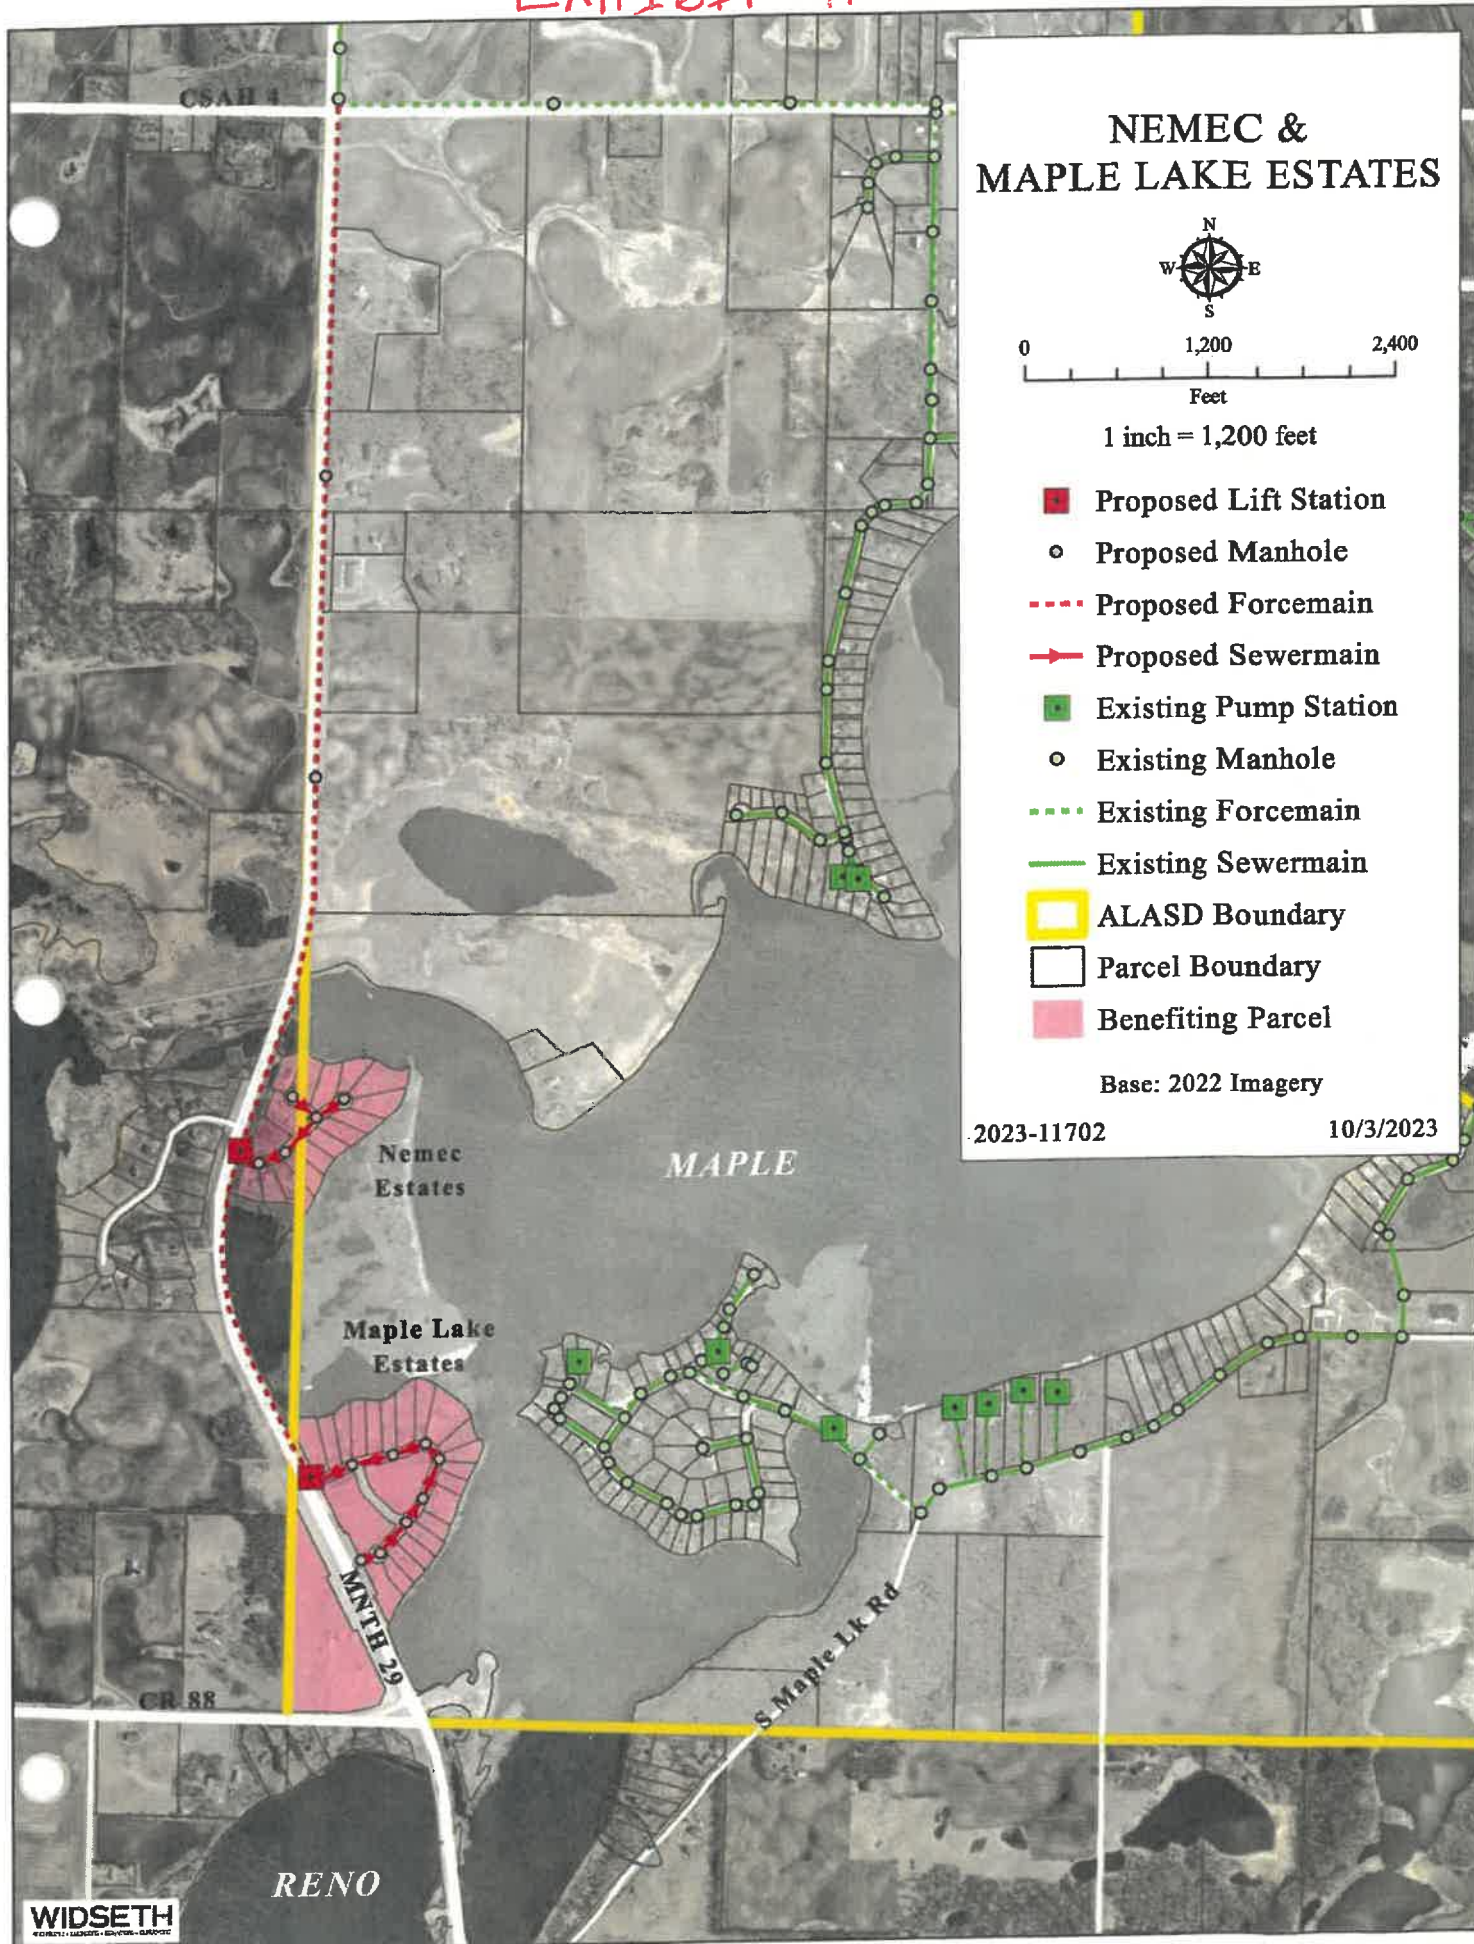 CSAH 4
NEMEC &
MAPLE LAKE ESTATES
N
W E
S
0 1,200 2,400
Feet
1 inch = 1,200 feet
Proposed Lift Station
Proposed Manhole
Proposed Forcemain
Proposed Sewermain
Existing Pump Station
Existing Manhole
Existing Forcemain
Existing Sewermain
ALASD Boundary
Parcel Boundary
Benefiting Parcel
Base: 2022 Imagery
2023-11702 10/3/2023
Nemec
Estates
MAPLE
Maple Lake
Estates
MNTH 29
S Maple Lk Rd
CR 88
RENO
WIDSETH